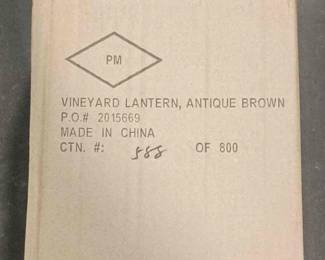 PM
VINEYARD LANTERN, ANTIQUE BROWN
P.O.# 2015669
MADE IN CHINA
CTN. #: 588 OF 800